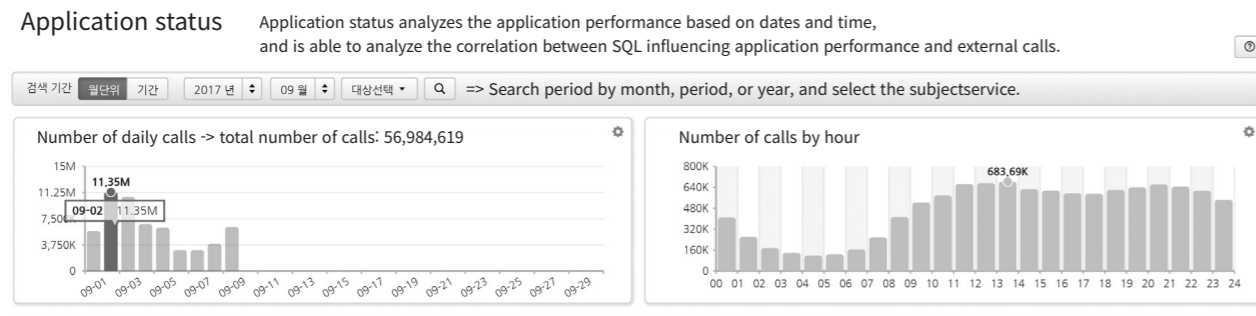 Application status
Application status analyzes the application performance based on dates and time,
and is able to analyze the correlation between SQL influencing application performance and external calls.
검색 기간 월단위 기간 2017 년 09 월 대상선택 => Search period by month, period, or year, and select the subjectservice.
Number of daily calls -> total number of calls: 56,984,619
15M
11.25M
7,500K
3,750K
0
11.35M
09-02 11.35M
09-01 09-03 09-05 09-07 09-09 09-11 09-13 09-15 09-17 09-19 09-21 09-23 09-25 09-27 09-29
Number of calls by hour
800K
640K
480K
320K
160K
0
683.69K
00 01 02 03 04 05 06 07 08 09 10 11 12 13 14 15 16 17 18 19 20 21 22 23 24